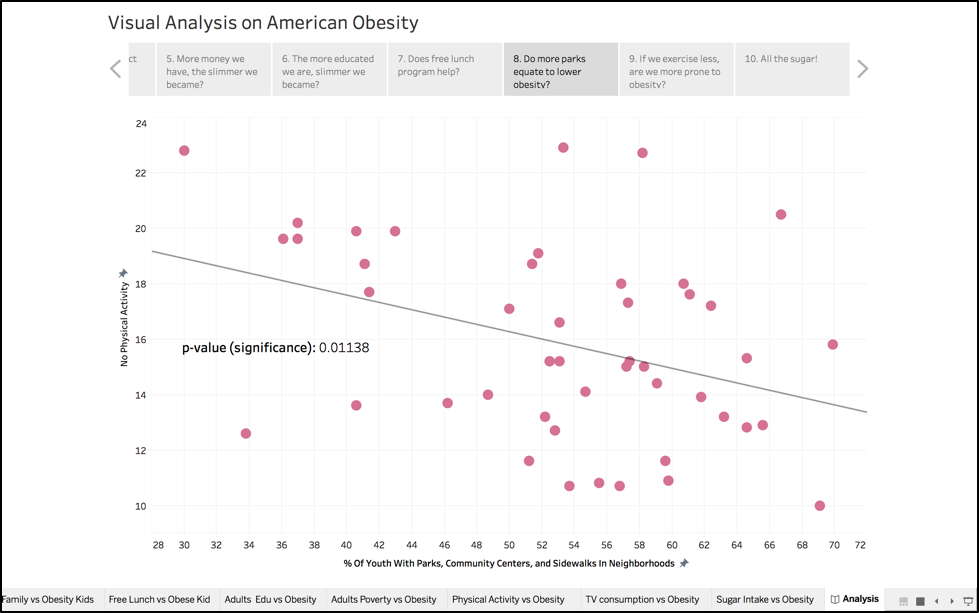 Visual Analysis on American Obesity
ct
5. More money we
have, the slimmer we
became?
6. The more educated
we are, slimmer we
became?
7. Does free lunch
program help?
8. Do more parks
equate to lower
obesity?
9. If we exercise less,
are we more prone to
obesity?
10. All the sugar!
24
22
20
18
16
14
12
10
No Physical Activity
p-value (significance): 0.01138
28 30 32 34 36 38 40 42 44 46 48 50 52 54 56 58 60 62 64 66 68 70 72
% Of Youth With Parks, Community Centers, and Sidewalks In Neighborhoods
Family vs Obesity Kids Free Lunch vs Obese Kid Adults Edu vs Obesity Adults Poverty vs Obesity Physical Activity vs Obesity TV consumption vs Obesity Sugar Intake vs Obesity Analysis